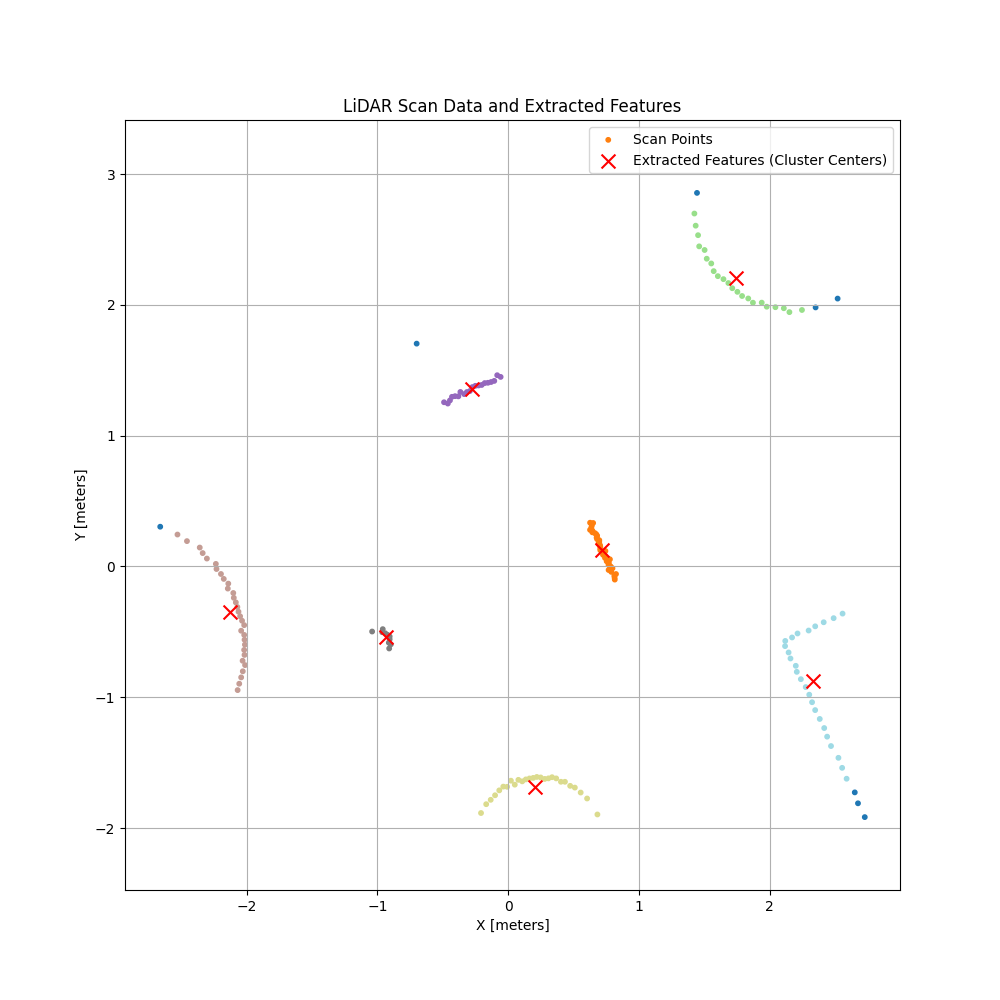 LiDAR Scan Data and Extracted Features
Scan Points
Extracted Features (Cluster Centers)
3
2
1
0
−1
−2
Y [meters]
−2
−1
0
1
2
X [meters]